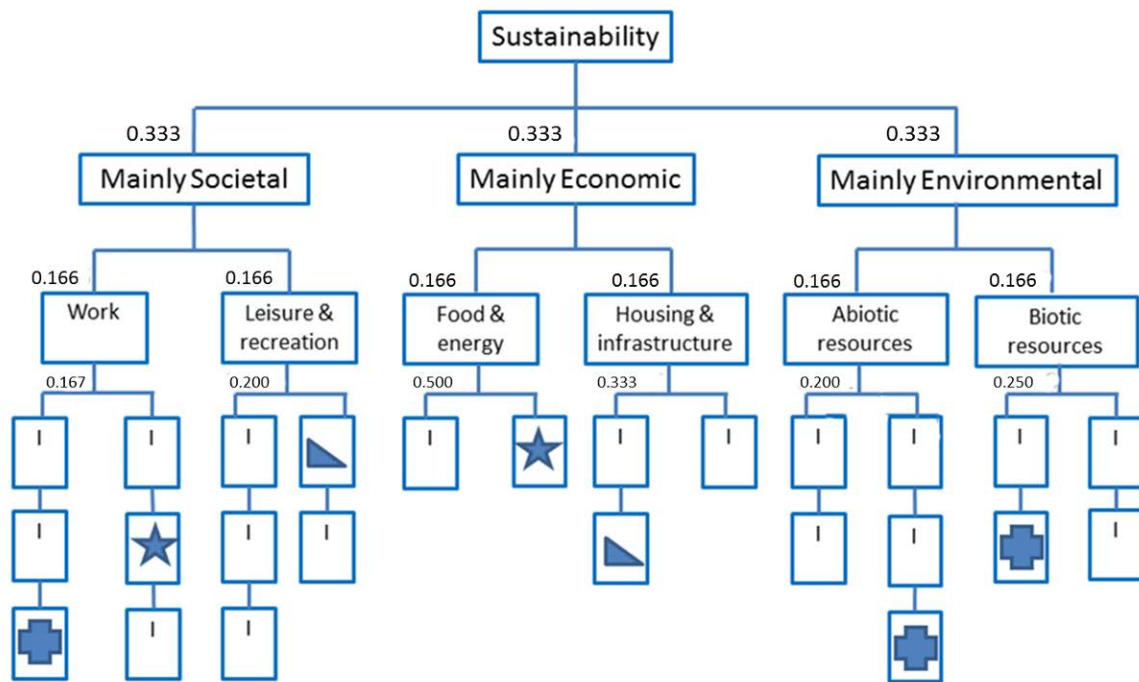 Sustainability
0.333 0.333 0.333
Mainly Societal Mainly Economic Mainly Environmental
0.166 0.166 0.166 0.166 0.166 0.166
Work
Leisure &
recreation
Food &
energy
Housing &
infrastructure
Abiotic
resources
Biotic
resources
0.167 0.200 0.500 0.333 0.200 0.250
I I I I I I I I I
I I I I I I
I I